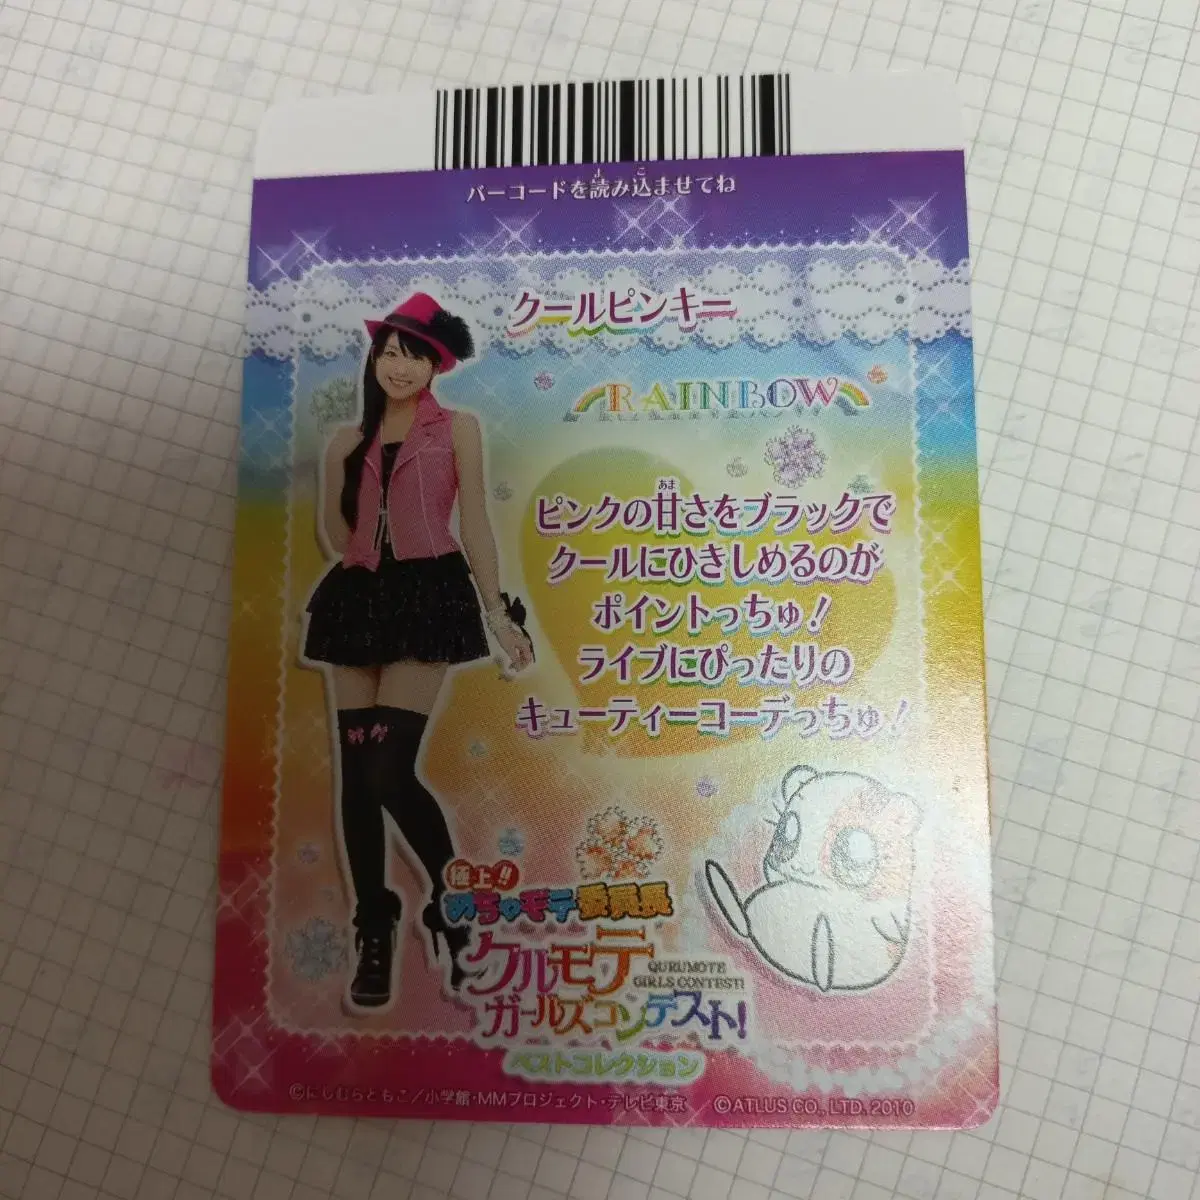 バーコードを読み込ませてね
クールピンキー
RAINBOW
ピンクの甘さをブラックで
クールにひきしめるのが
ポイントっちゅ!
ライブにぴったりの
キューティーコーデっちゅ!
極上!!
めちゃモテ委員長
クルモテ
QURUMOTE
GIRLS CONTEST!
ガールズコンテスト!
ベストコレクション
©にしむらともこ/小学館・MMプロジェクト・テレビ東京 ©ATLUS CO., LTD. 2010